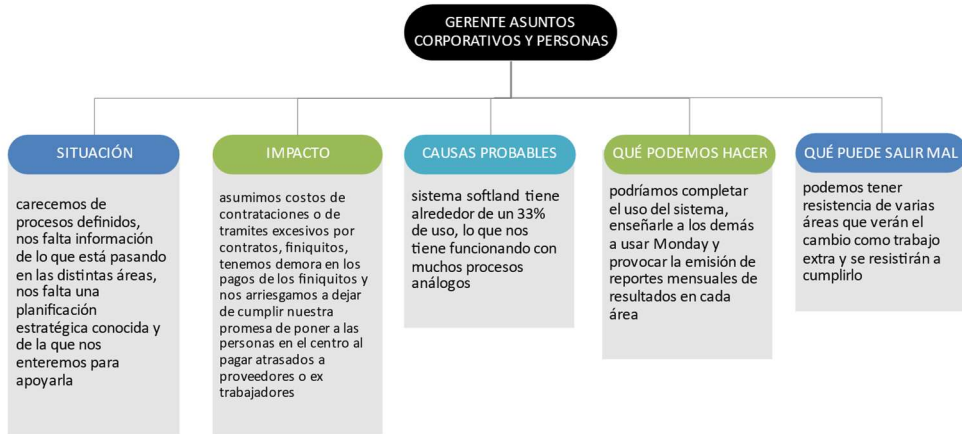 GERENTE ASUNTOS
CORPORATIVOS Y PERSONAS
SITUACIÓN
carecemos de
procesos definidos,
nos falta información
de lo que está pasando
en las distintas áreas,
nos falta una
planificación
estratégica conocida y
de la que nos
enteremos para
apoyarla
IMPACTO
asumimos costos de
contrataciones o de
tramites excesivos por
contratos, finiquitos,
tenemos demora en los
pagos de los finiquitos y
nos arriesgamos a dejar
de cumplir nuestra
promesa de poner a las
personas en el centro al
pagar atrasados a
proveedores o ex
trabajadores
CAUSAS PROBABLES
sistema softland tiene
alrededor de un 33%
de uso, lo que nos
tiene funcionando con
muchos procesos
análogos
QUÉ PODEMOS HACER
podríamos completar
el uso del sistema,
enseñarle a los demás
a usar Monday y
provocar la emisión de
reportes mensuales de
resultados en cada
área
QUÉ PUEDE SALIR MAL
podemos tener
resistencia de varias
áreas que verán el
cambio como trabajo
extra y se resistirán a
cumplirlo